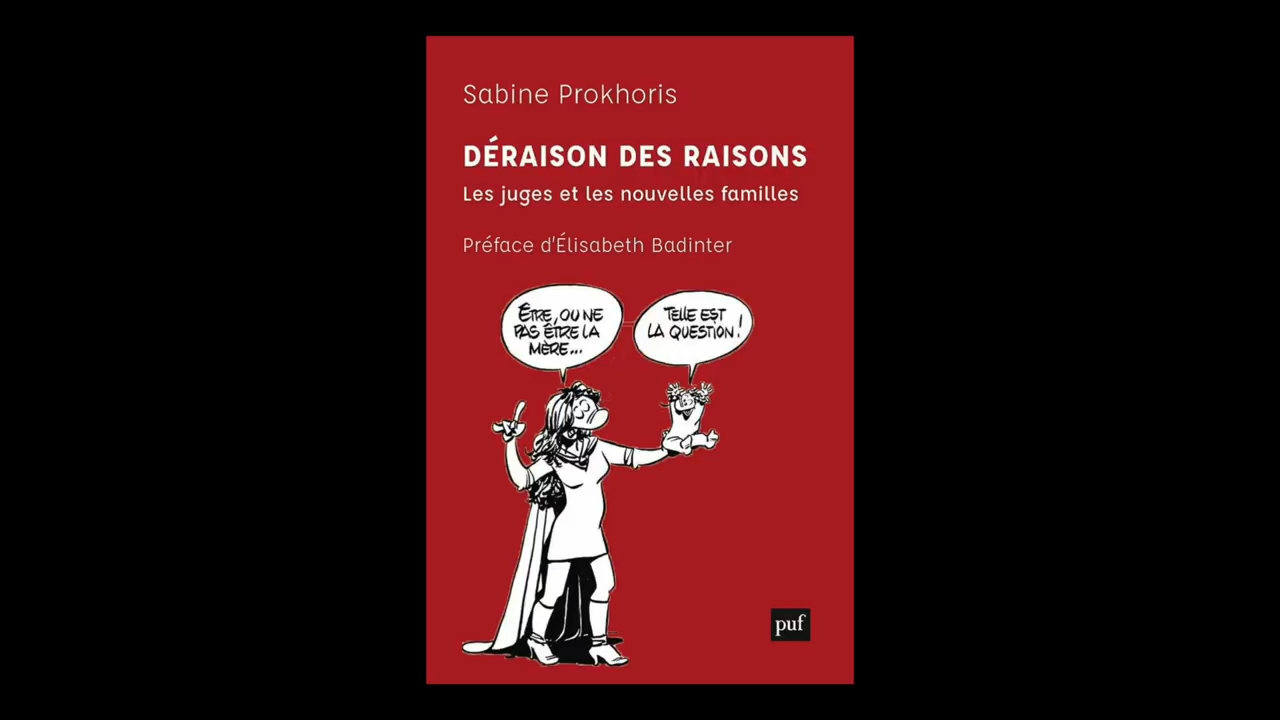 Sabine Prokhoris
DÉRAISON DES RAISONS
Les juges et les nouvelles familles
Préface d'Élisabeth Badinter
ÊTRE, OU NE
PAS ÊTRE LA
MÈRE...
TELLE EST
LA QUESTION !
puf